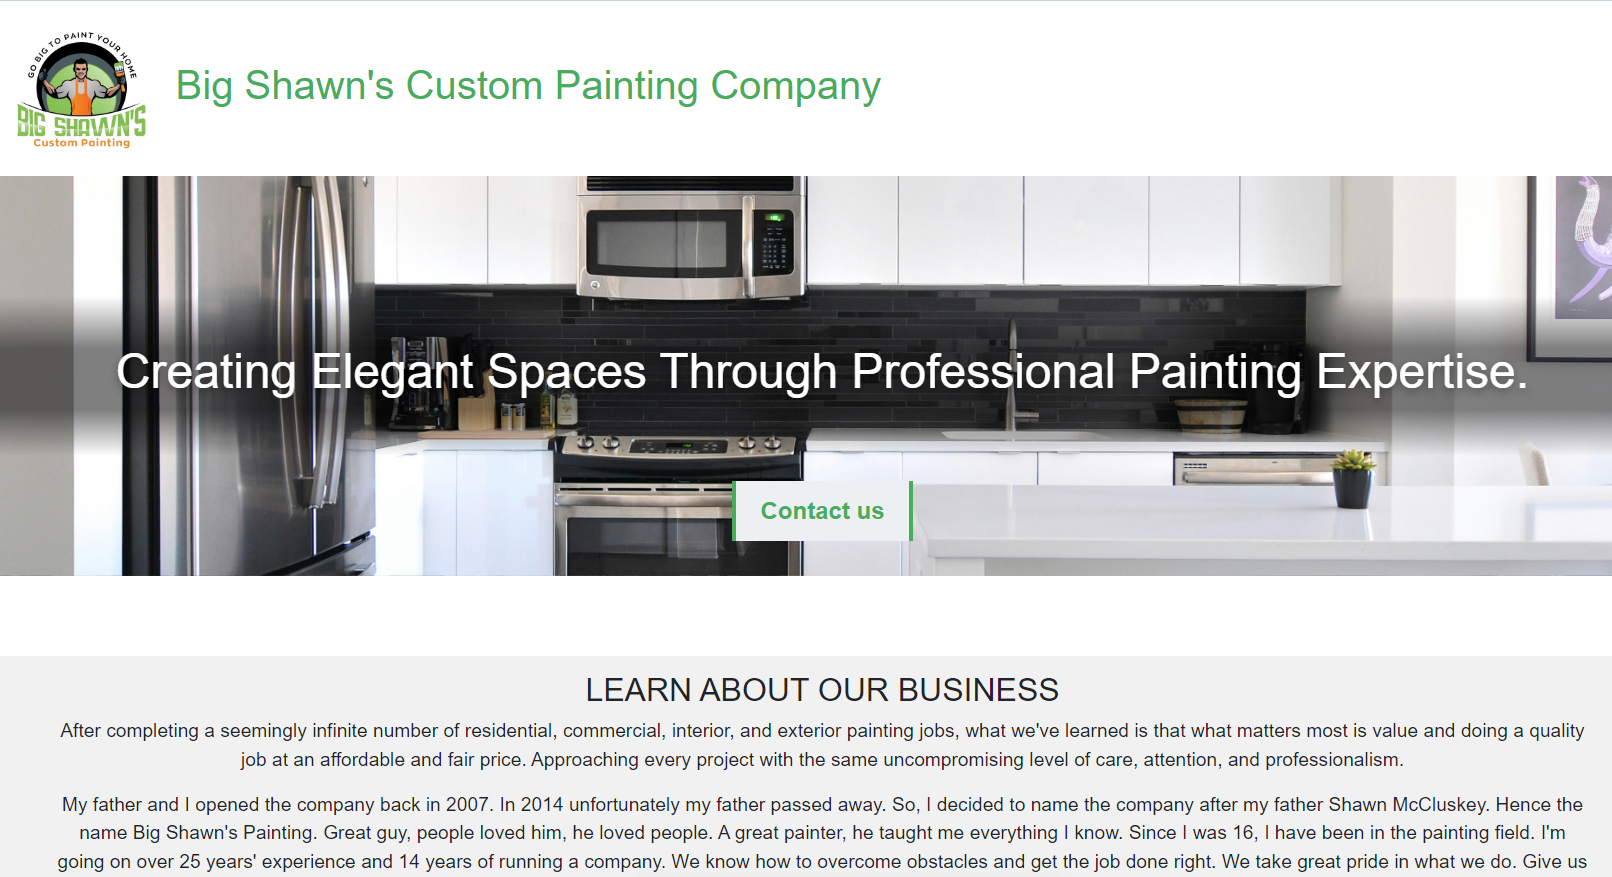 GO BIG TO PAINT YOUR HOME
BIG SHAWN'S
Custom Painting
Big Shawn's Custom Painting Company
Creating Elegant Spaces Through Professional Painting Expertise.
Contact us
LEARN ABOUT OUR BUSINESS
After completing a seemingly infinite number of residential, commercial, interior, and exterior painting jobs, what we've learned is that what matters most is value and doing a quality
job at an affordable and fair price. Approaching every project with the same uncompromising level of care, attention, and professionalism.
My father and I opened the company back in 2007. In 2014 unfortunately my father passed away. So, I decided to name the company after my father Shawn McCluskey. Hence the
name Big Shawn's Painting. Great guy, people loved him, he loved people. A great painter, he taught me everything I know. Since I was 16, I have been in the painting field. I'm
going on over 25 years' experience and 14 years of running a company. We know how to overcome obstacles and get the job done right. We take great pride in what we do. Give us